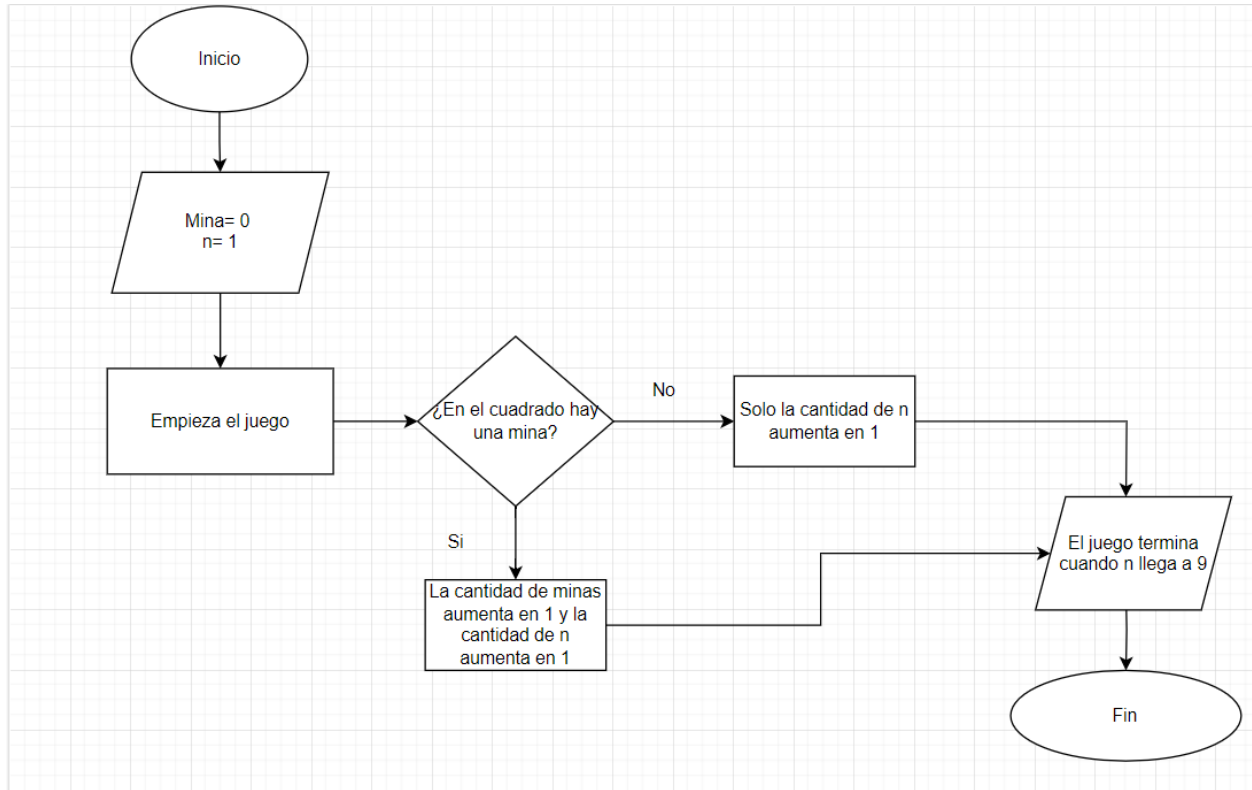 Inicio
Mina= 0
n= 1
Empieza el juego
¿En el cuadrado hay
una mina?
No
Solo la cantidad de n
aumenta en 1
Si
La cantidad de minas
aumenta en 1 y la
cantidad de n
aumenta en 1
El juego termina
cuando n llega a 9
Fin